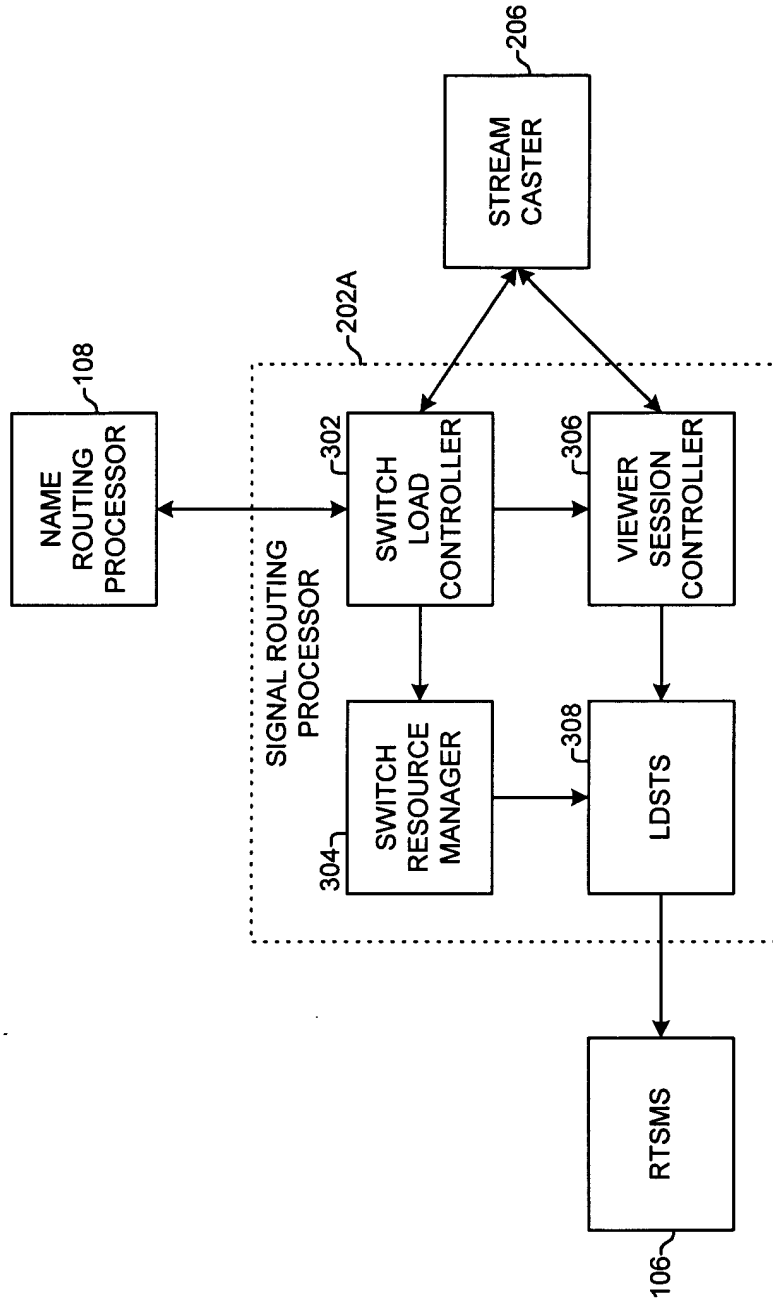 NAME
ROUTING
PROCESSOR
108
202A
SIGNAL ROUTING
PROCESSOR
302
SWITCH
LOAD
CONTROLLER
304
SWITCH
RESOURCE
MANAGER
306
VIEWER
SESSION
CONTROLLER
308
LDSTS
STREAM
CASTER
206
RTSMS
106